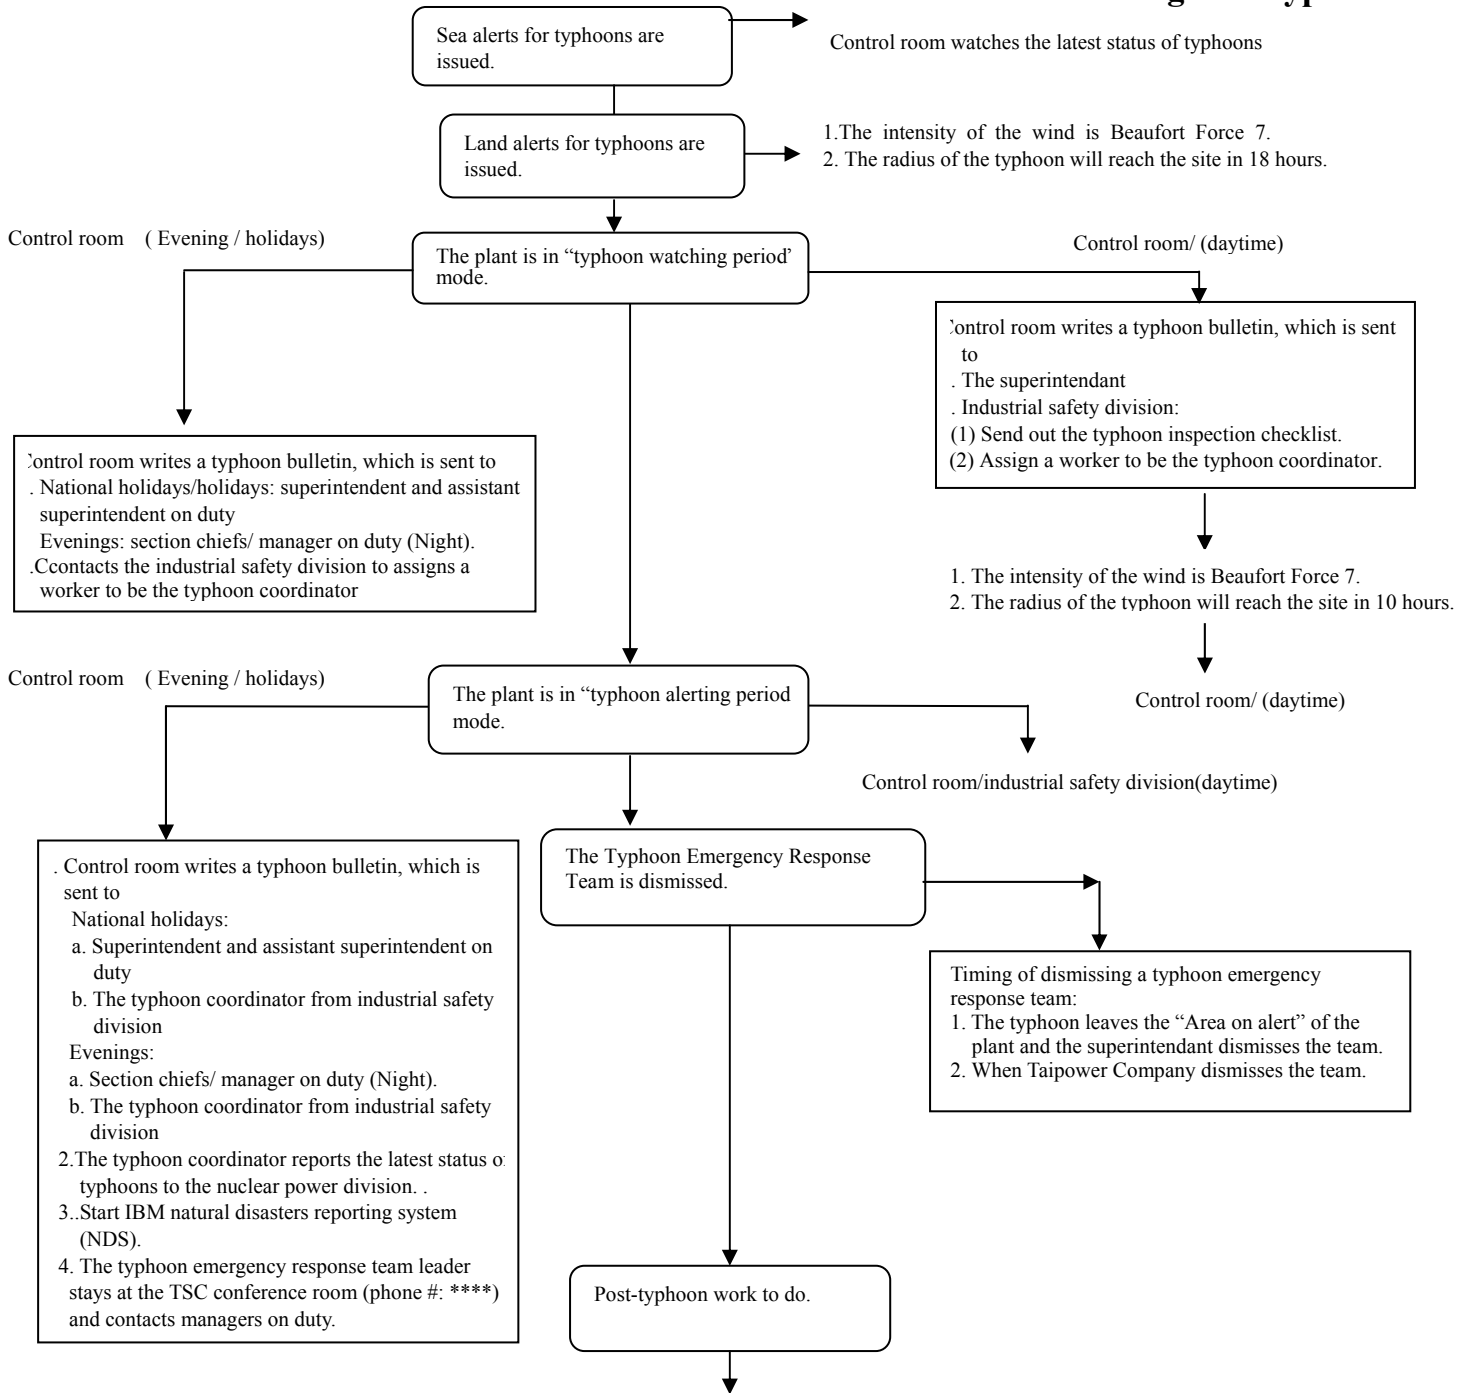 Sea alerts for typhoons are
issued.
Control room watches the latest status of typhoons
Land alerts for typhoons are
issued.
1.The intensity of the wind is Beaufort Force 7.
2. The radius of the typhoon will reach the site in 18 hours.
Control room ( Evening / holidays)
The plant is in “typhoon watching period”
mode.
Control room/ (daytime)
Control room writes a typhoon bulletin, which is sent
to
. The superintendant
. Industrial safety division:
(1) Send out the typhoon inspection checklist.
(2) Assign a worker to be the typhoon coordinator.
Control room writes a typhoon bulletin, which is sent to
. National holidays/holidays: superintendent and assistant
superintendent on duty
Evenings: section chiefs/ manager on duty (Night).
.Ccontacts the industrial safety division to assigns a
worker to be the typhoon coordinator
1. The intensity of the wind is Beaufort Force 7.
2. The radius of the typhoon will reach the site in 10 hours.
Control room ( Evening / holidays)
The plant is in “typhoon alerting period
mode.
Control room/ (daytime)
Control room/industrial safety division(daytime)
. Control room writes a typhoon bulletin, which is
sent to
National holidays:
a. Superintendent and assistant superintendent on
duty
b. The typhoon coordinator from industrial safety
division
Evenings:
a. Section chiefs/ manager on duty (Night).
b. The typhoon coordinator from industrial safety
division
2.The typhoon coordinator reports the latest status of
typhoons to the nuclear power division. .
3..Start IBM natural disasters reporting system
(NDS).
4. The typhoon emergency response team leader
stays at the TSC conference room (phone #: ****)
and contacts managers on duty.
The Typhoon Emergency Response
Team is dismissed.
Timing of dismissing a typhoon emergency
response team:
1. The typhoon leaves the “Area on alert” of the
plant and the superintendant dismisses the team.
2. When Taipower Company dismisses the team.
Post-typhoon work to do.